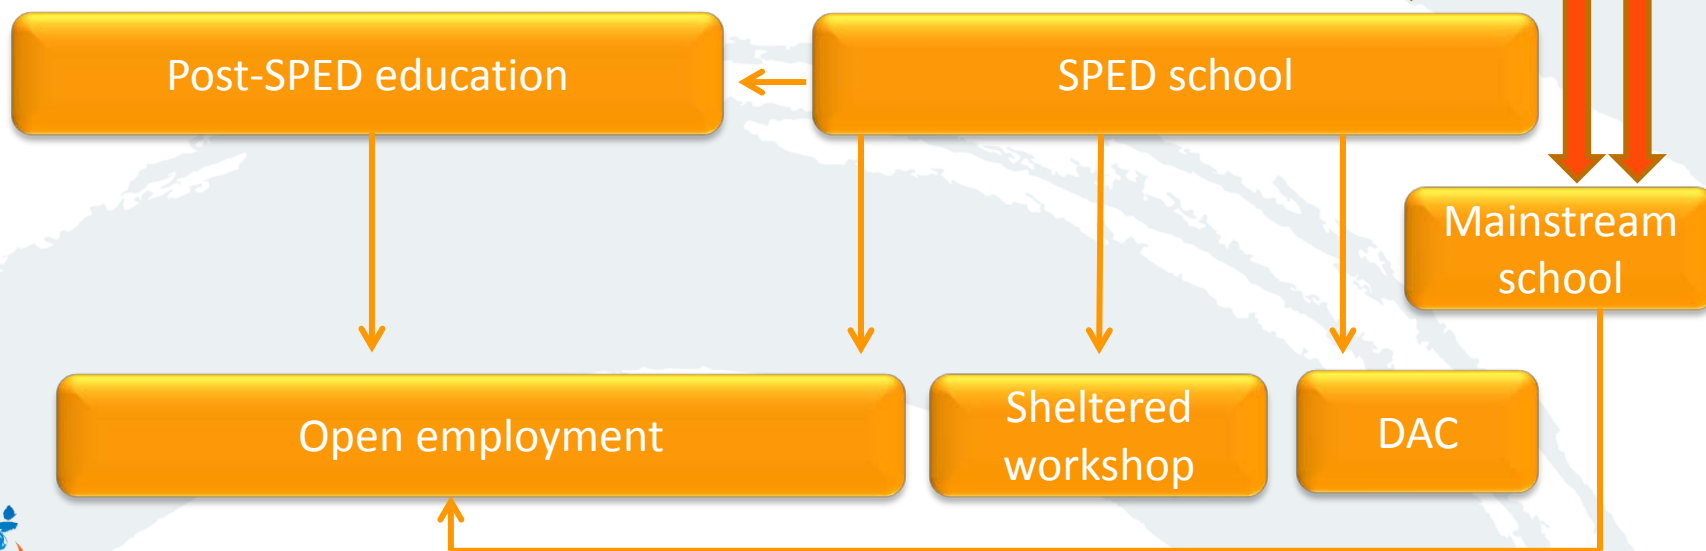 Post-SPED education
SPED school
Mainstream
school
Open employment
Sheltered
workshop
DAC